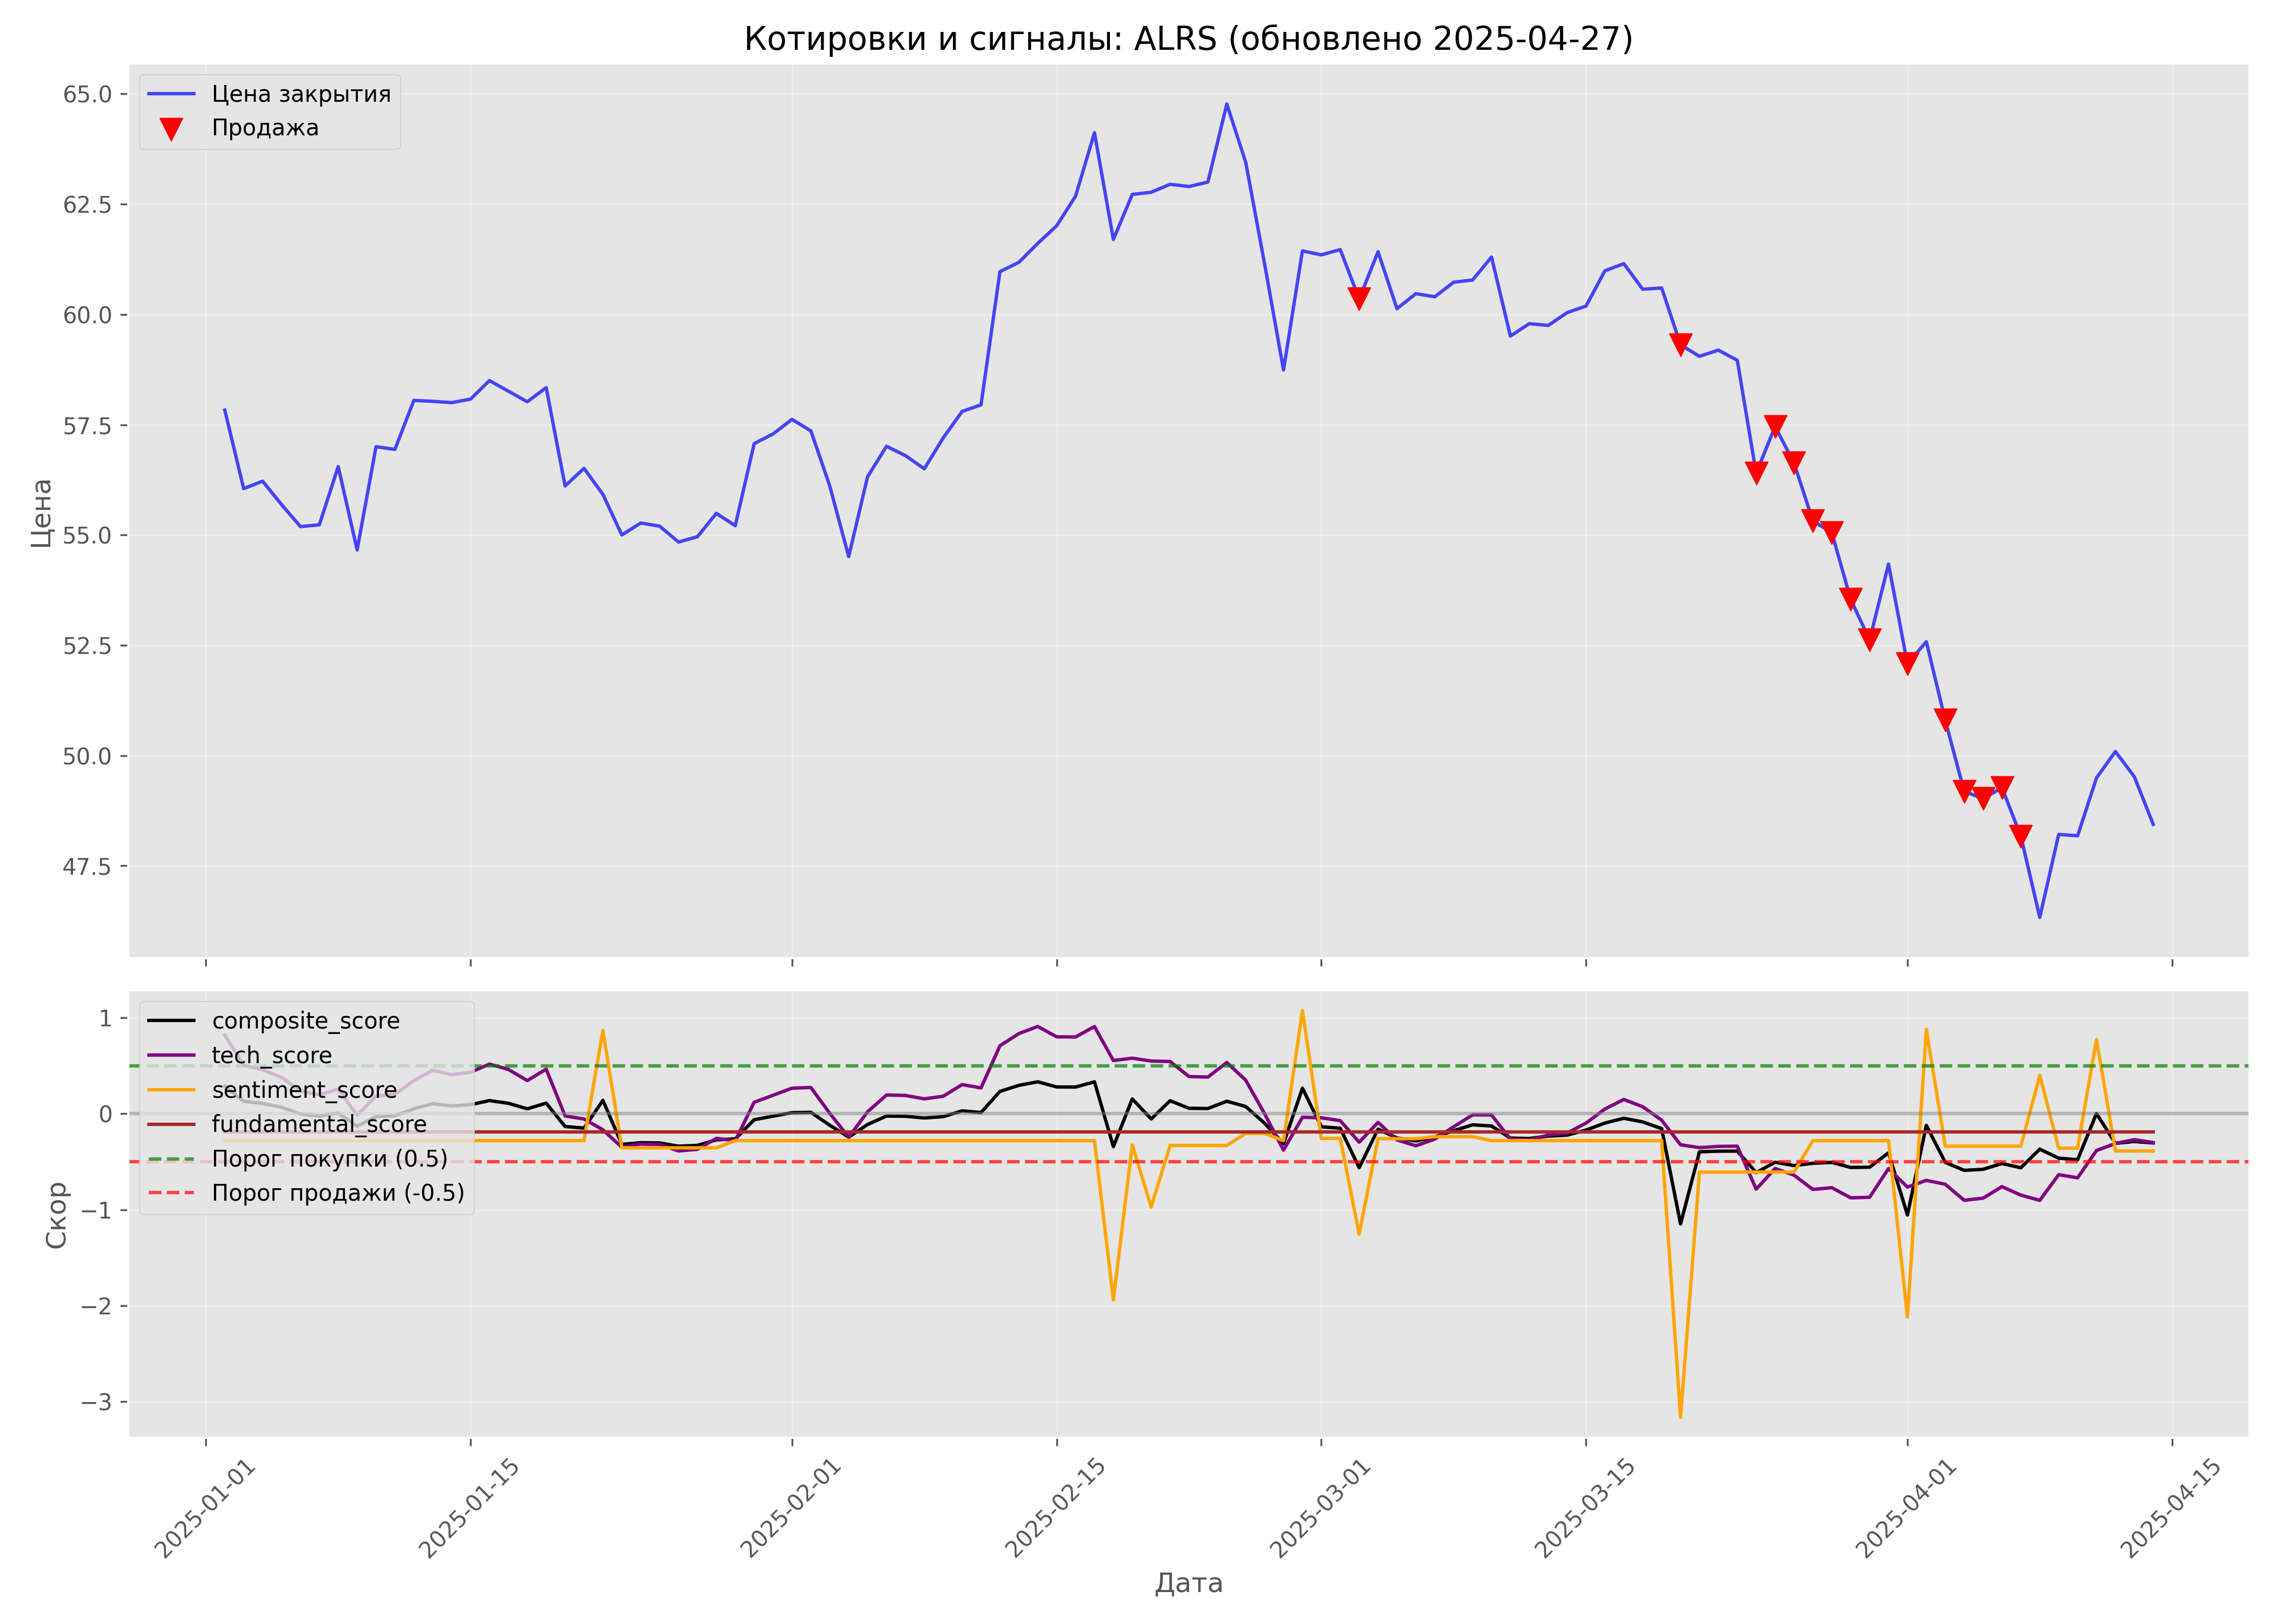 Котировки и сигналы: ALRS (обновлено 2025-04-27)
Цена закрытия
Продажа
65.0
62.5
60.0
57.5
55.0
52.5
50.0
47.5
Цена
composite_score
tech_score
sentiment_score
fundamental_score
Порог покупки (0.5)
Порог продажи (-0.5)
1
0
−1
−2
−3
Скор
2025-01-01
2025-01-15
2025-02-01
2025-02-15
2025-03-01
2025-03-15
2025-04-01
2025-04-15
Дата